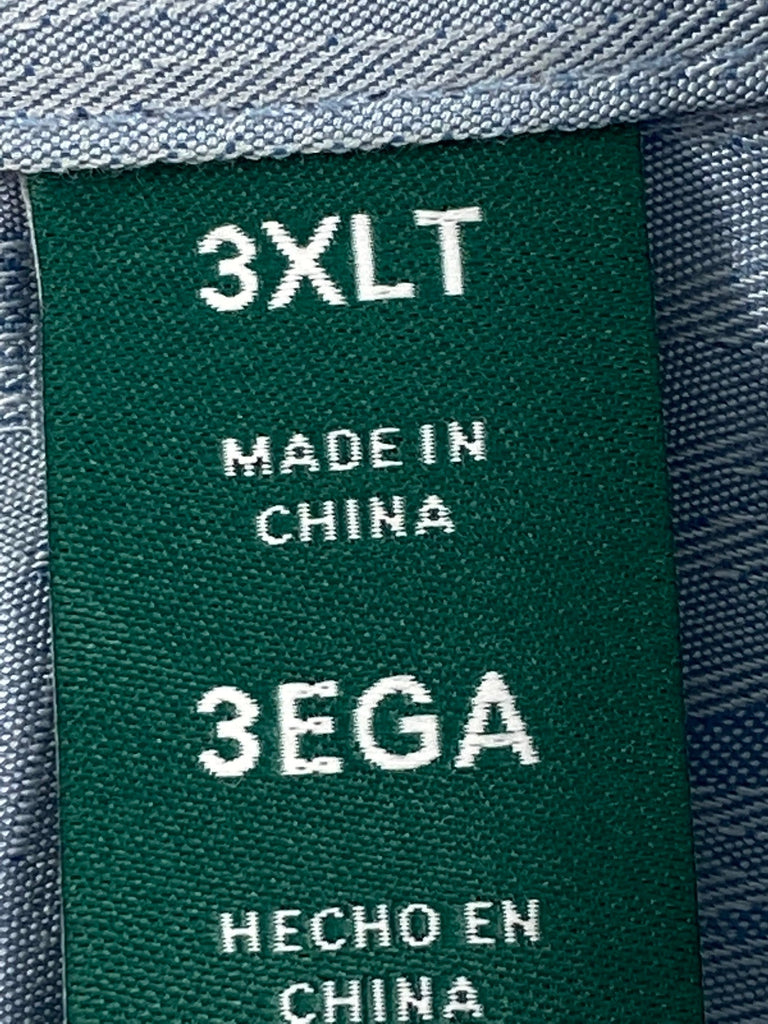 3XLT
MADE IN
CHINA
3EGA
HECHO EN
CHINA